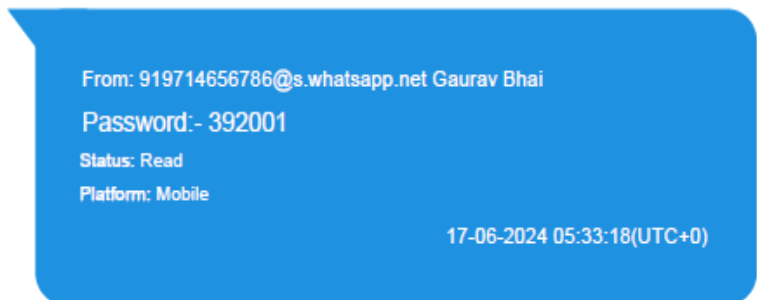 From: 919714656786@s.whatsapp.net Gaurav Bhai
Password:- 392001
Status: Read
Platform: Mobile
17-06-2024 05:33:18(UTC+0)